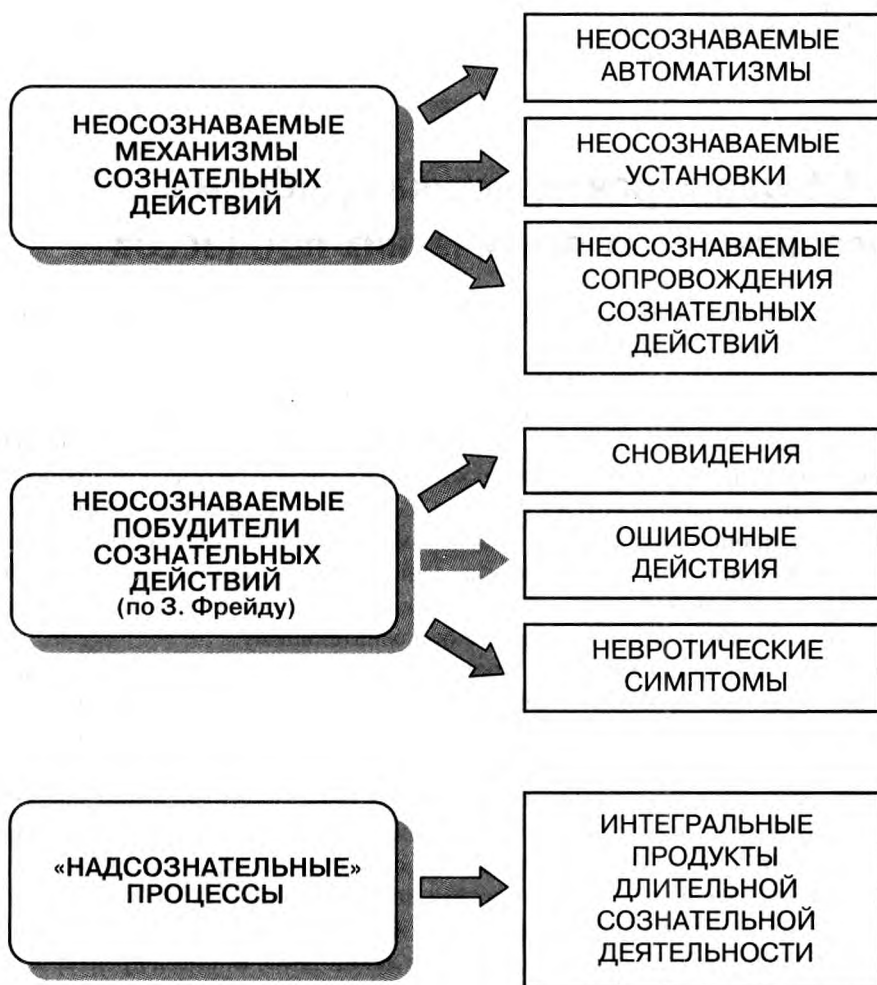 НЕОСОЗНАВАЕМЫЕ
МЕХАНИЗМЫ
СОЗНАТЕЛЬНЫХ
ДЕЙСТВИЙ
НЕОСОЗНАВАЕМЫЕ
АВТОМАТИЗМЫ
НЕОСОЗНАВАЕМЫЕ
УСТАНОВКИ
НЕОСОЗНАВАЕМЫЕ
СОПРОВОЖДЕНИЯ
СОЗНАТЕЛЬНЫХ
ДЕЙСТВИЙ
НЕОСОЗНАВАЕМЫЕ
ПОБУДИТЕЛИ
СОЗНАТЕЛЬНЫХ
ДЕЙСТВИЙ
(по З. Фрейду)
СНОВИДЕНИЯ
ОШИБОЧНЫЕ
ДЕЙСТВИЯ
НЕВРОТИЧЕСКИЕ
СИМПТОМЫ
«НАДСОЗНАТЕЛЬНЫЕ»
ПРОЦЕССЫ
ИНТЕГРАЛЬНЫЕ
ПРОДУКТЫ
ДЛИТЕЛЬНОЙ
СОЗНАТЕЛЬНОЙ
ДЕЯТЕЛЬНОСТИ